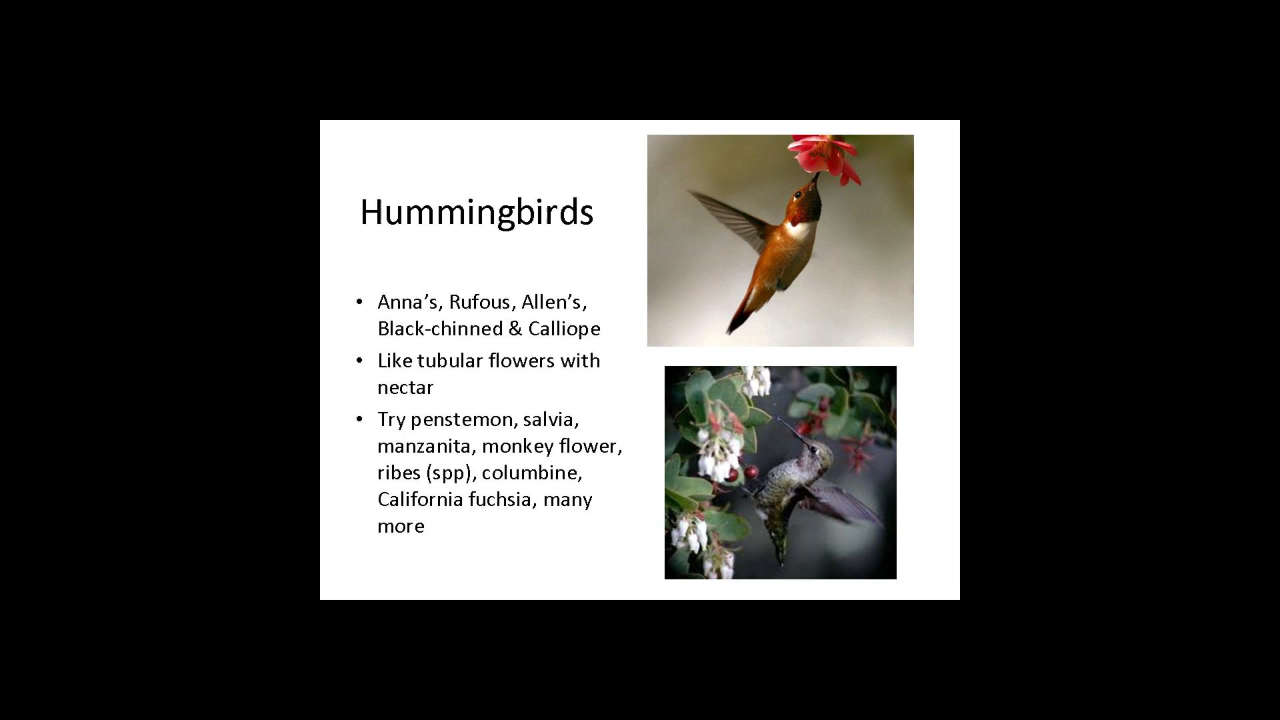 Hummingbirds
• Anna’s, Rufous, Allen’s,
Black-chinned & Calliope
• Like tubular flowers with
nectar
• Try penstemon, salvia,
manzanita, monkey flower,
ribes (spp), columbine,
California fuchsia, many
more